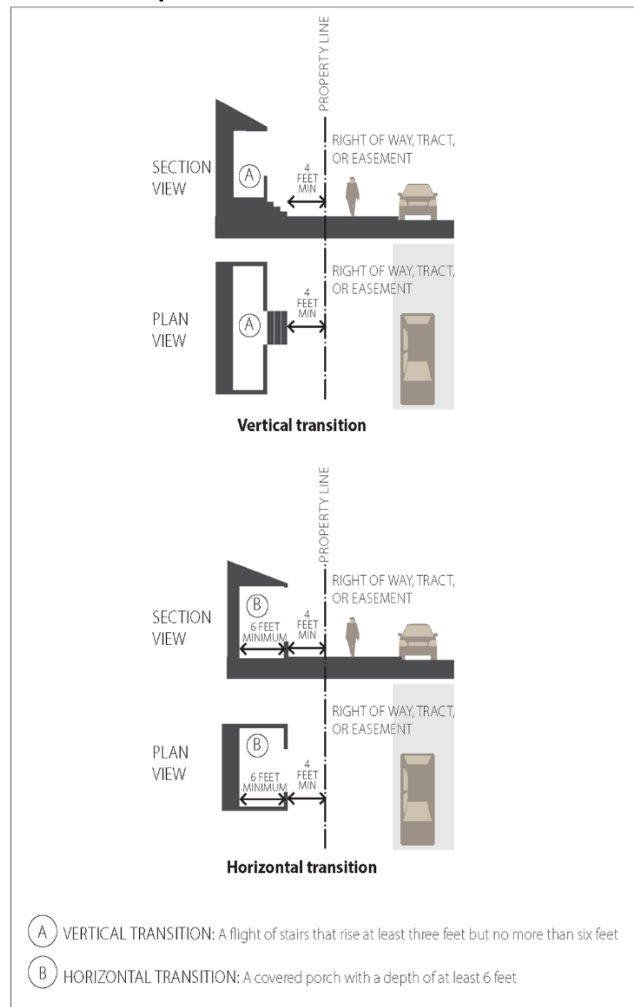 PROPERTY LINE
RIGHT OF WAY, TRACT,
OR EASEMENT
SECTION
VIEW
A
4
FEET
MIN
RIGHT OF WAY, TRACT,
OR EASEMENT
PLAN
VIEW
A
4
FEET
MIN
Vertical transition
PROPERTY LINE
RIGHT OF WAY, TRACT,
OR EASEMENT
SECTION
VIEW
B
6 FEET
MINIMUM
4
FEET
MIN
RIGHT OF WAY, TRACT,
OR EASEMENT
PLAN
VIEW
B
6 FEET
MINIMUM
4
FEET
MIN
Horizontal transition
A VERTICAL TRANSITION: A flight of stairs that rise at least three feet but no more than six feet
B HORIZONTAL TRANSITION: A covered porch with a depth of at least 6 feet